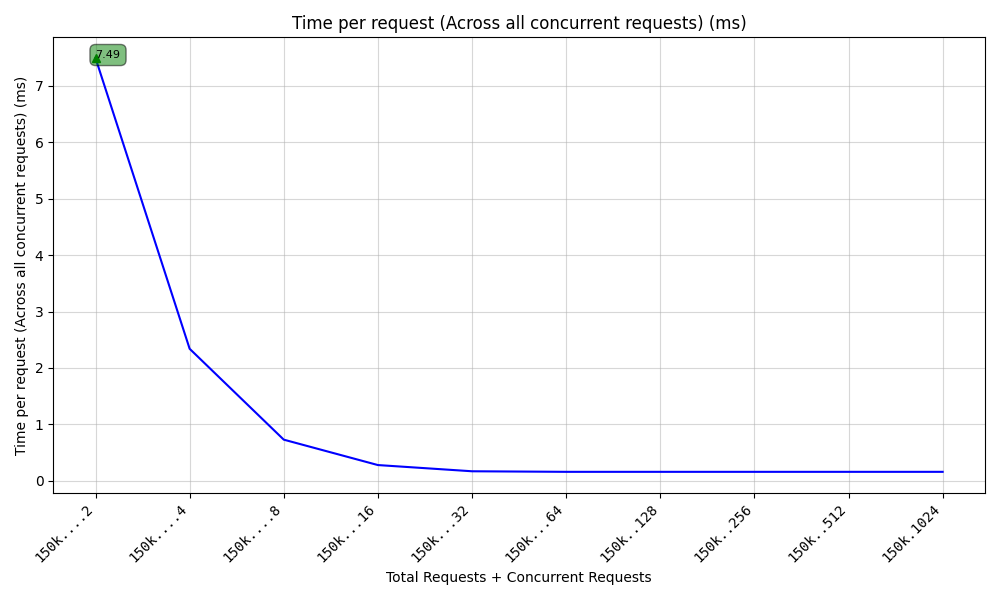 Time per request (Across all concurrent requests) (ms)
7.49
Time per request (Across all concurrent requests) (ms)
7
6
5
4
3
2
1
0
150k....2
150k....4
150k....8
150k...16
150k...32
150k...64
150k..128
150k..256
150k..512
150k.1024
Total Requests + Concurrent Requests